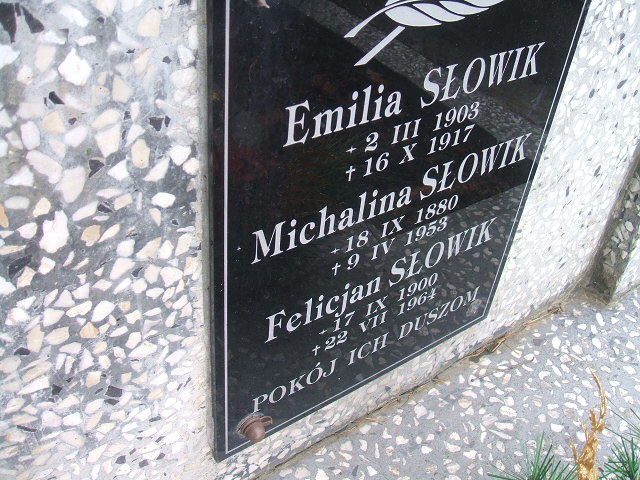 Emilia SŁOWIK
* 2 III 1903
† 16 X 1917
Michalina SŁOWIK
* 18 IX 1880
† 9 IV 1953
Felicjan SŁOWIK
* 17 IX 1900
† 22 VII 1964
POKÓJ ICH DUSZOM